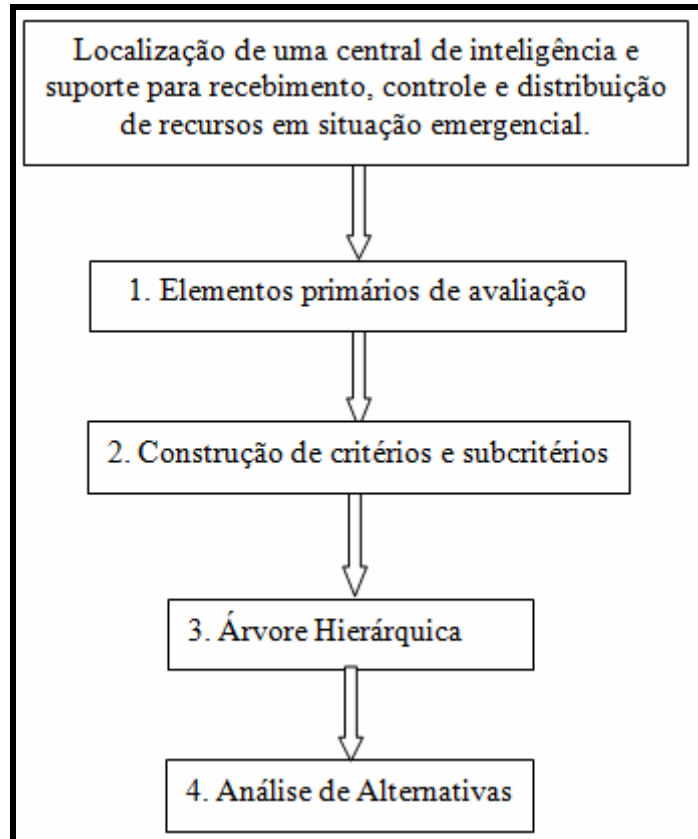 Localização de uma central de inteligência e
suporte para recebimento, controle e distribuição
de recursos em situação emergencial.
1. Elementos primários de avaliação
2. Construção de critérios e subcritérios
3. Árvore Hierárquica
4. Análise de Alternativas